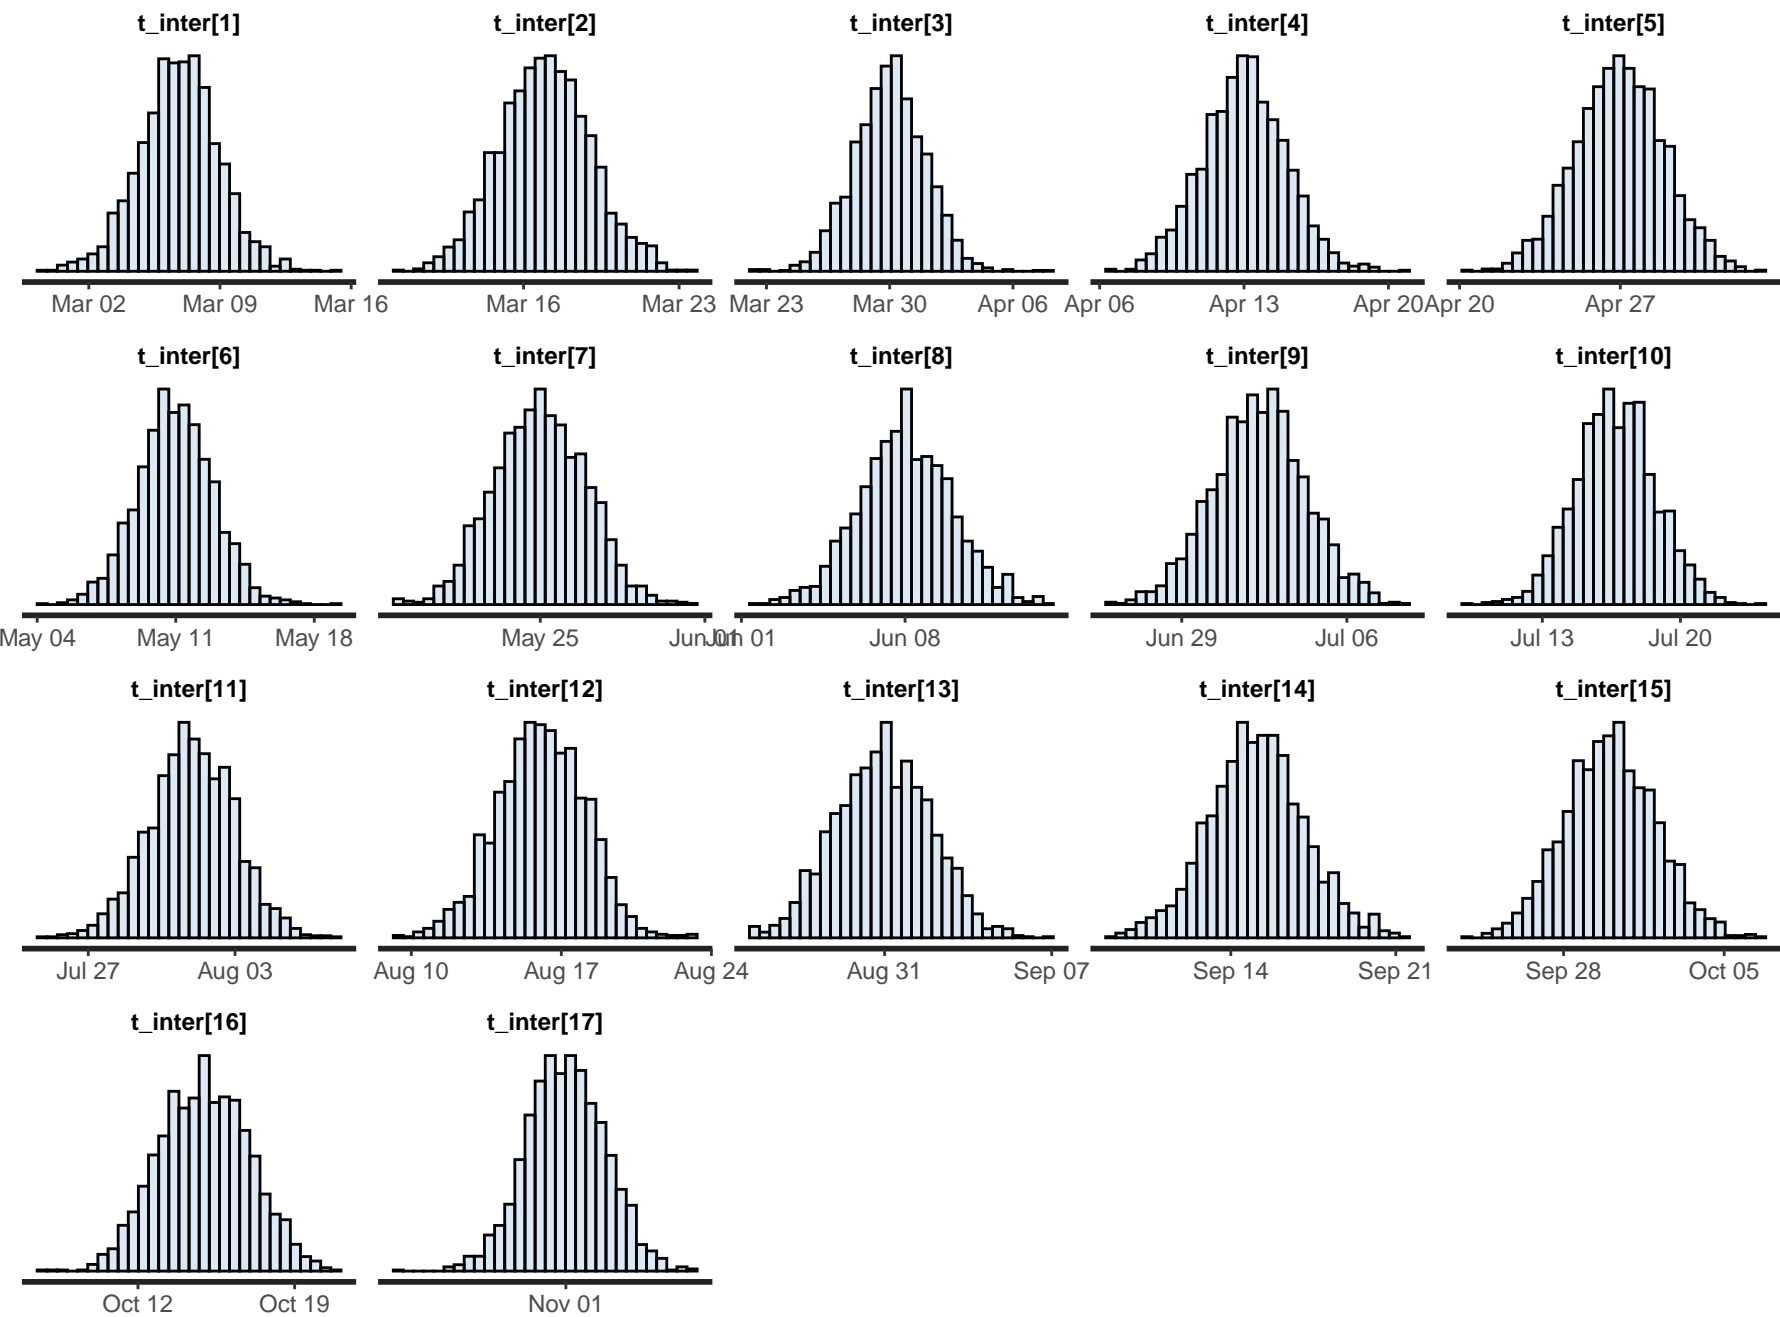 t_inter[1] t_inter[2] t_inter[3] t_inter[4] t_inter[5]
Mar 02 Mar 09 Mar 16 Mar 16 Mar 23 Mar 23 Mar 30 Apr 06 Apr 06 Apr 13 Apr 20 Apr 20 Apr 27
t_inter[6] t_inter[7] t_inter[8] t_inter[9] t_inter[10]
May 04 May 11 May 18 May 25 Jun 01 Jun 01 Jun 08 Jun 29 Jul 06 Jul 13 Jul 20
t_inter[11] t_inter[12] t_inter[13] t_inter[14] t_inter[15]
Jul 27 Aug 03 Aug 10 Aug 17 Aug 24 Aug 31 Sep 07 Sep 14 Sep 21 Sep 28 Oct 05
t_inter[16] t_inter[17]
Oct 12 Oct 19 Nov 01